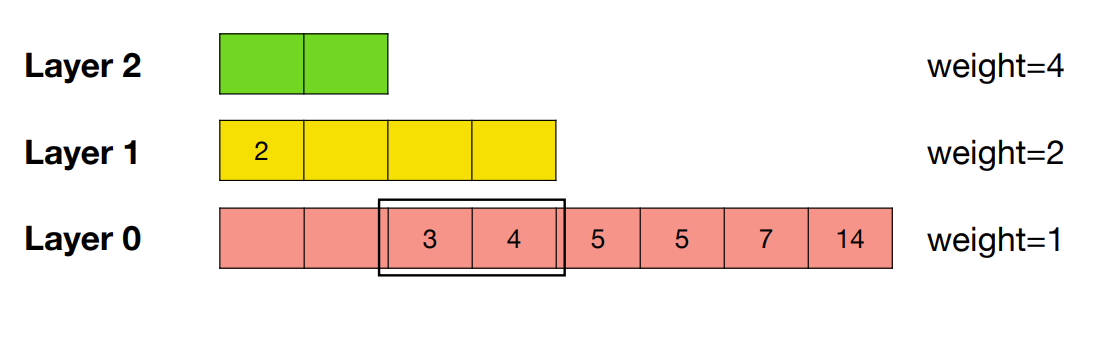 Layer 2 weight=4
Layer 1 2 weight=2
Layer 0 3 4 5 5 7 14 weight=1